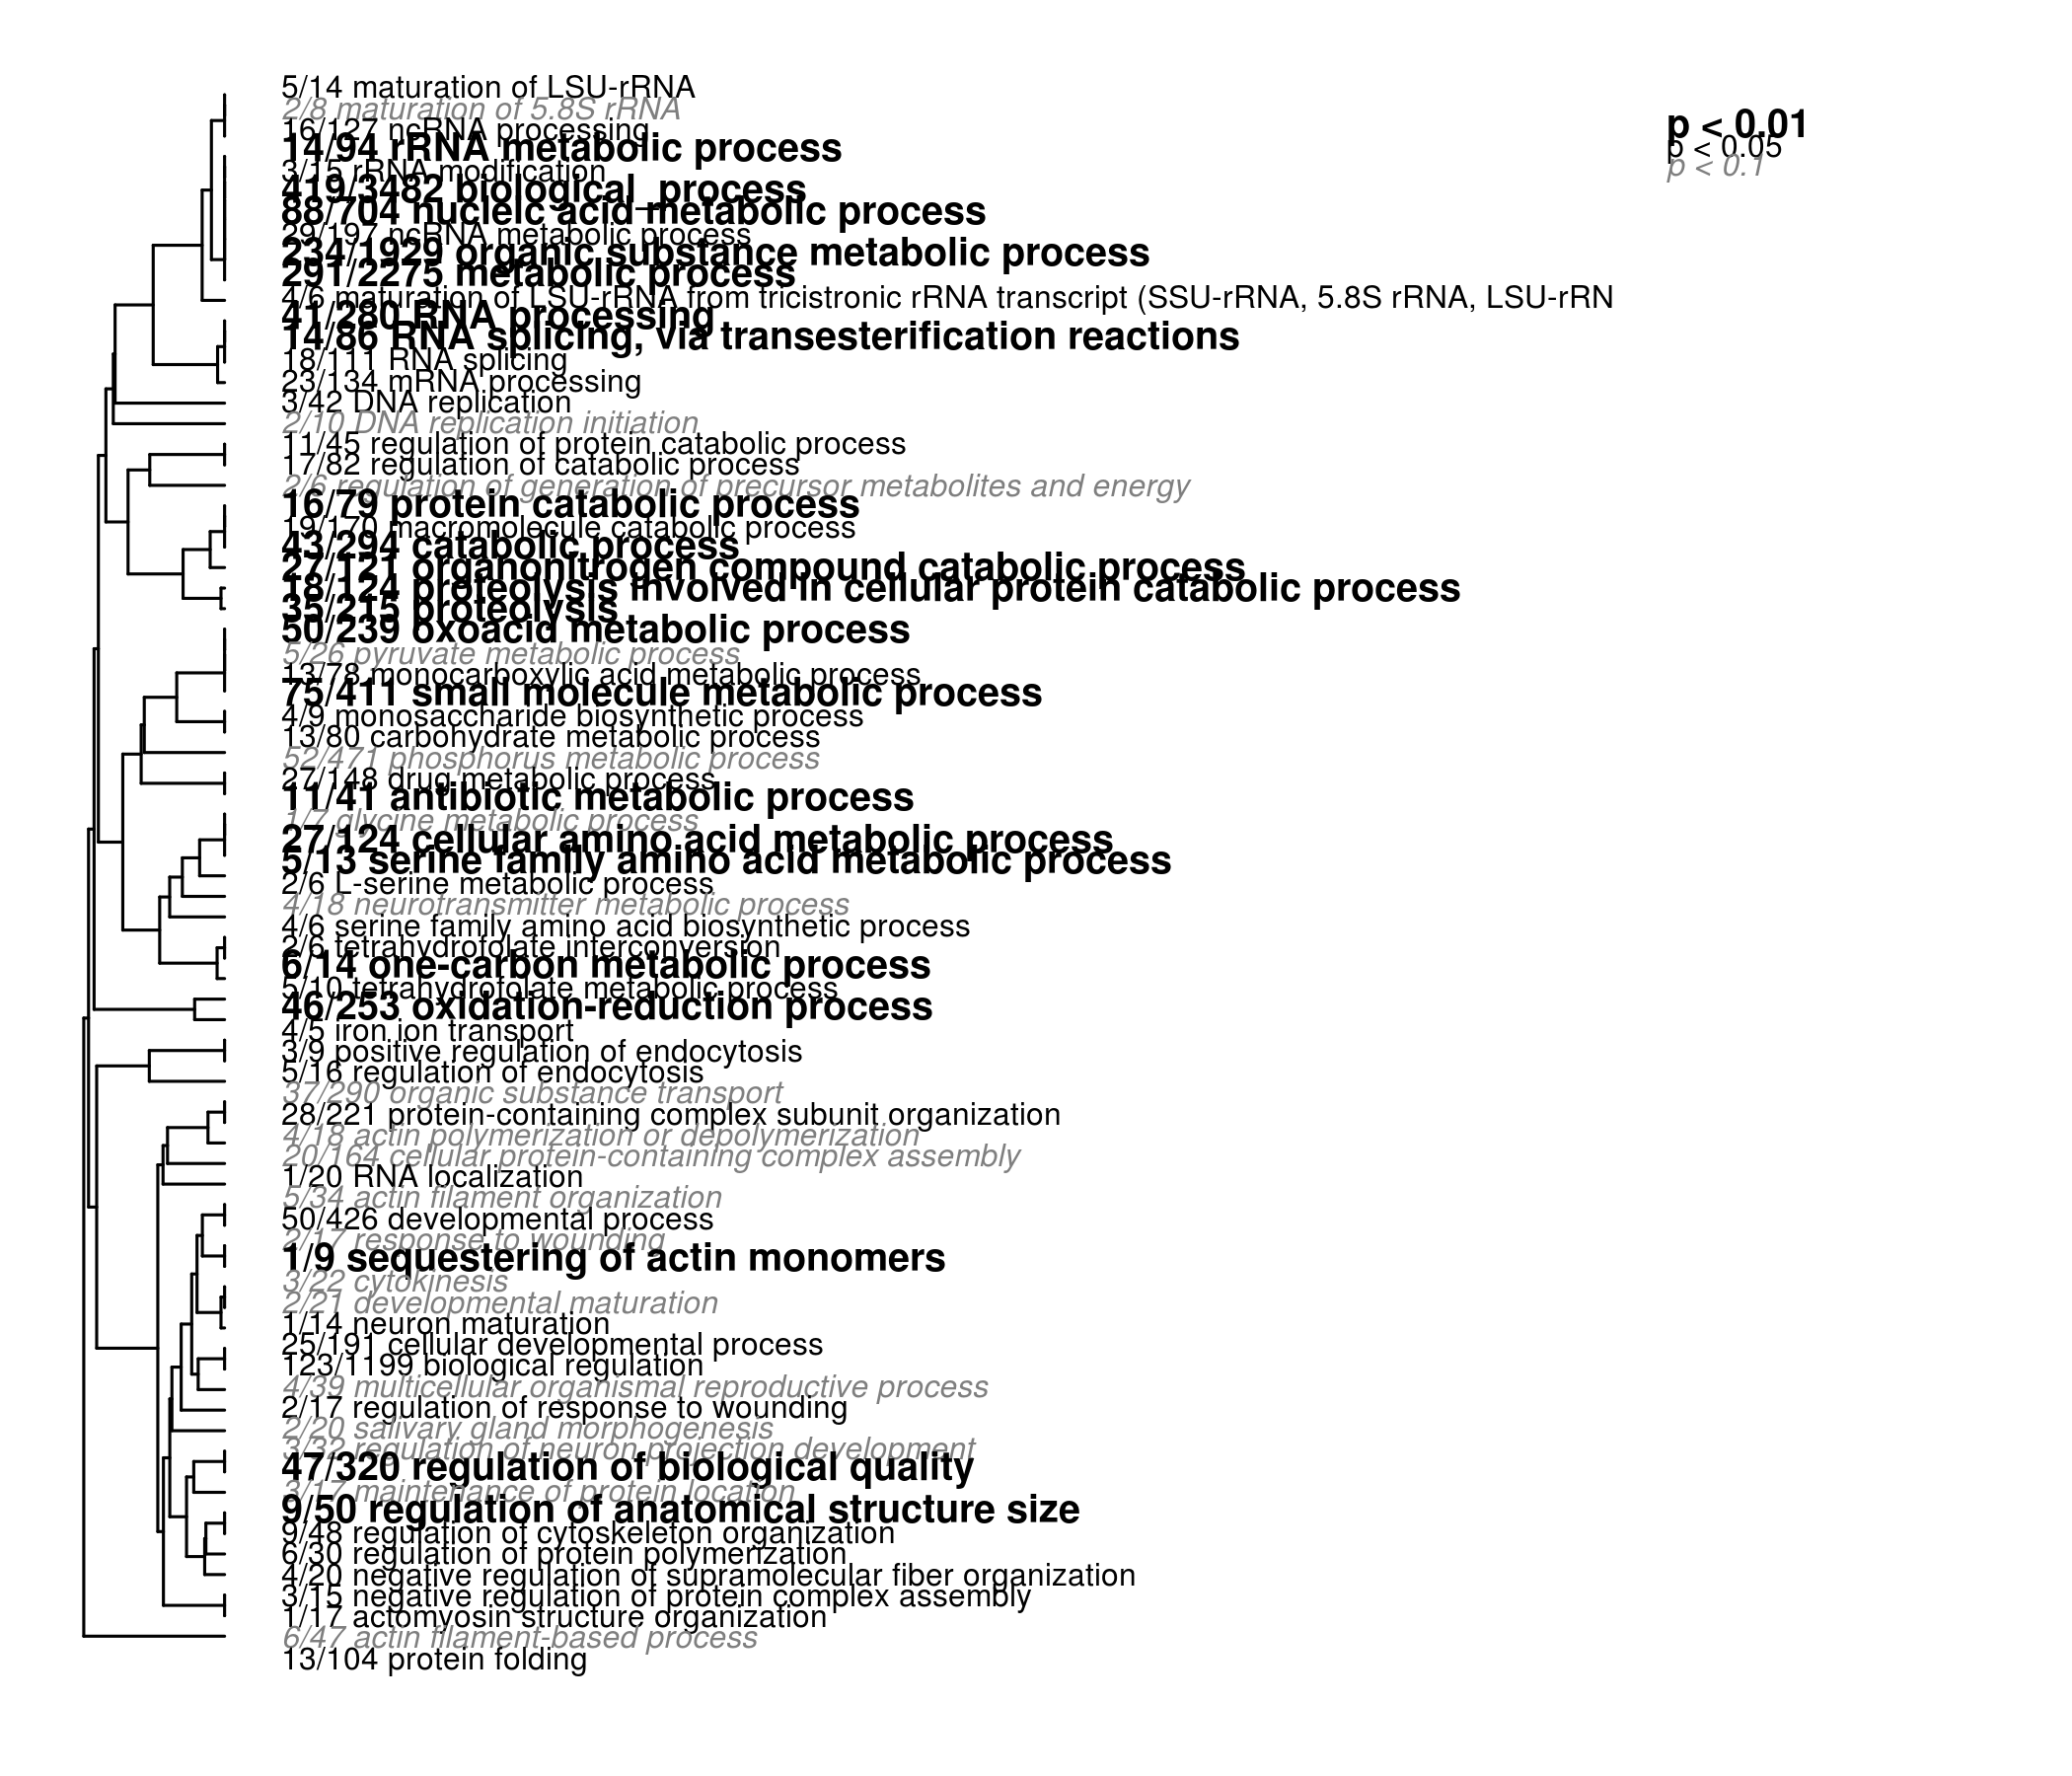 5/14 maturation of LSU-rRNA
2/8 maturation of 5.8S rRNA
16/127 ncRNA processing
14/94 rRNA metabolic process
3/15 rRNA modification
419/3482 biological_process
88/704 nucleic acid metabolic process
29/197 ncRNA metabolic process
234/1929 organic substance metabolic process
291/2275 metabolic process
4/6 maturation of LSU-rRNA from tricistronic rRNA transcript (SSU-rRNA, 5.8S rRNA, LSU-rRN
41/280 RNA processing
14/86 RNA splicing, via transesterification reactions
18/111 RNA splicing
23/134 mRNA processing
3/42 DNA replication
2/10 DNA replication initiation
11/45 regulation of protein catabolic process
17/82 regulation of catabolic process
2/6 regulation of generation of precursor metabolites and energy
16/79 protein catabolic process
19/170 macromolecule catabolic process
43/294 catabolic process
27/121 organonitrogen compound catabolic process
18/124 proteolysis involved in cellular protein catabolic process
35/215 proteolysis
50/239 oxoacid metabolic process
5/26 pyruvate metabolic process
13/78 monocarboxylic acid metabolic process
75/411 small molecule metabolic process
4/9 monosaccharide biosynthetic process
13/80 carbohydrate metabolic process
52/471 phosphorus metabolic process
27/148 drug metabolic process
11/41 antibiotic metabolic process
1/7 glycine metabolic process
27/124 cellular amino acid metabolic process
5/13 serine family amino acid metabolic process
2/6 L-serine metabolic process
4/18 neurotransmitter metabolic process
4/6 serine family amino acid biosynthetic process
2/6 tetrahydrofolate interconversion
6/14 one-carbon metabolic process
5/10 tetrahydrofolate metabolic process
46/253 oxidation-reduction process
4/5 iron ion transport
3/9 positive regulation of endocytosis
5/16 regulation of endocytosis
37/290 organic substance transport
28/221 protein-containing complex subunit organization
4/18 actin polymerization or depolymerization
20/164 cellular protein-containing complex assembly
1/20 RNA localization
5/34 actin filament organization
50/426 developmental process
2/17 response to wounding
1/9 sequestering of actin monomers
3/22 cytokinesis
2/21 developmental maturation
1/14 neuron maturation
25/191 cellular developmental process
123/1199 biological regulation
4/39 multicellular organismal reproductive process
2/17 regulation of response to wounding
2/20 salivary gland morphogenesis
3/32 regulation of neuron projection development
47/320 regulation of biological quality
3/17 maintenance of protein location
9/50 regulation of anatomical structure size
9/48 regulation of cytoskeleton organization
6/30 regulation of protein polymerization
4/20 negative regulation of supramolecular fiber organization
3/15 negative regulation of protein complex assembly
1/17 actomyosin structure organization
6/47 actin filament-based process
13/104 protein folding
p < 0.01
p < 0.05
p < 0.1